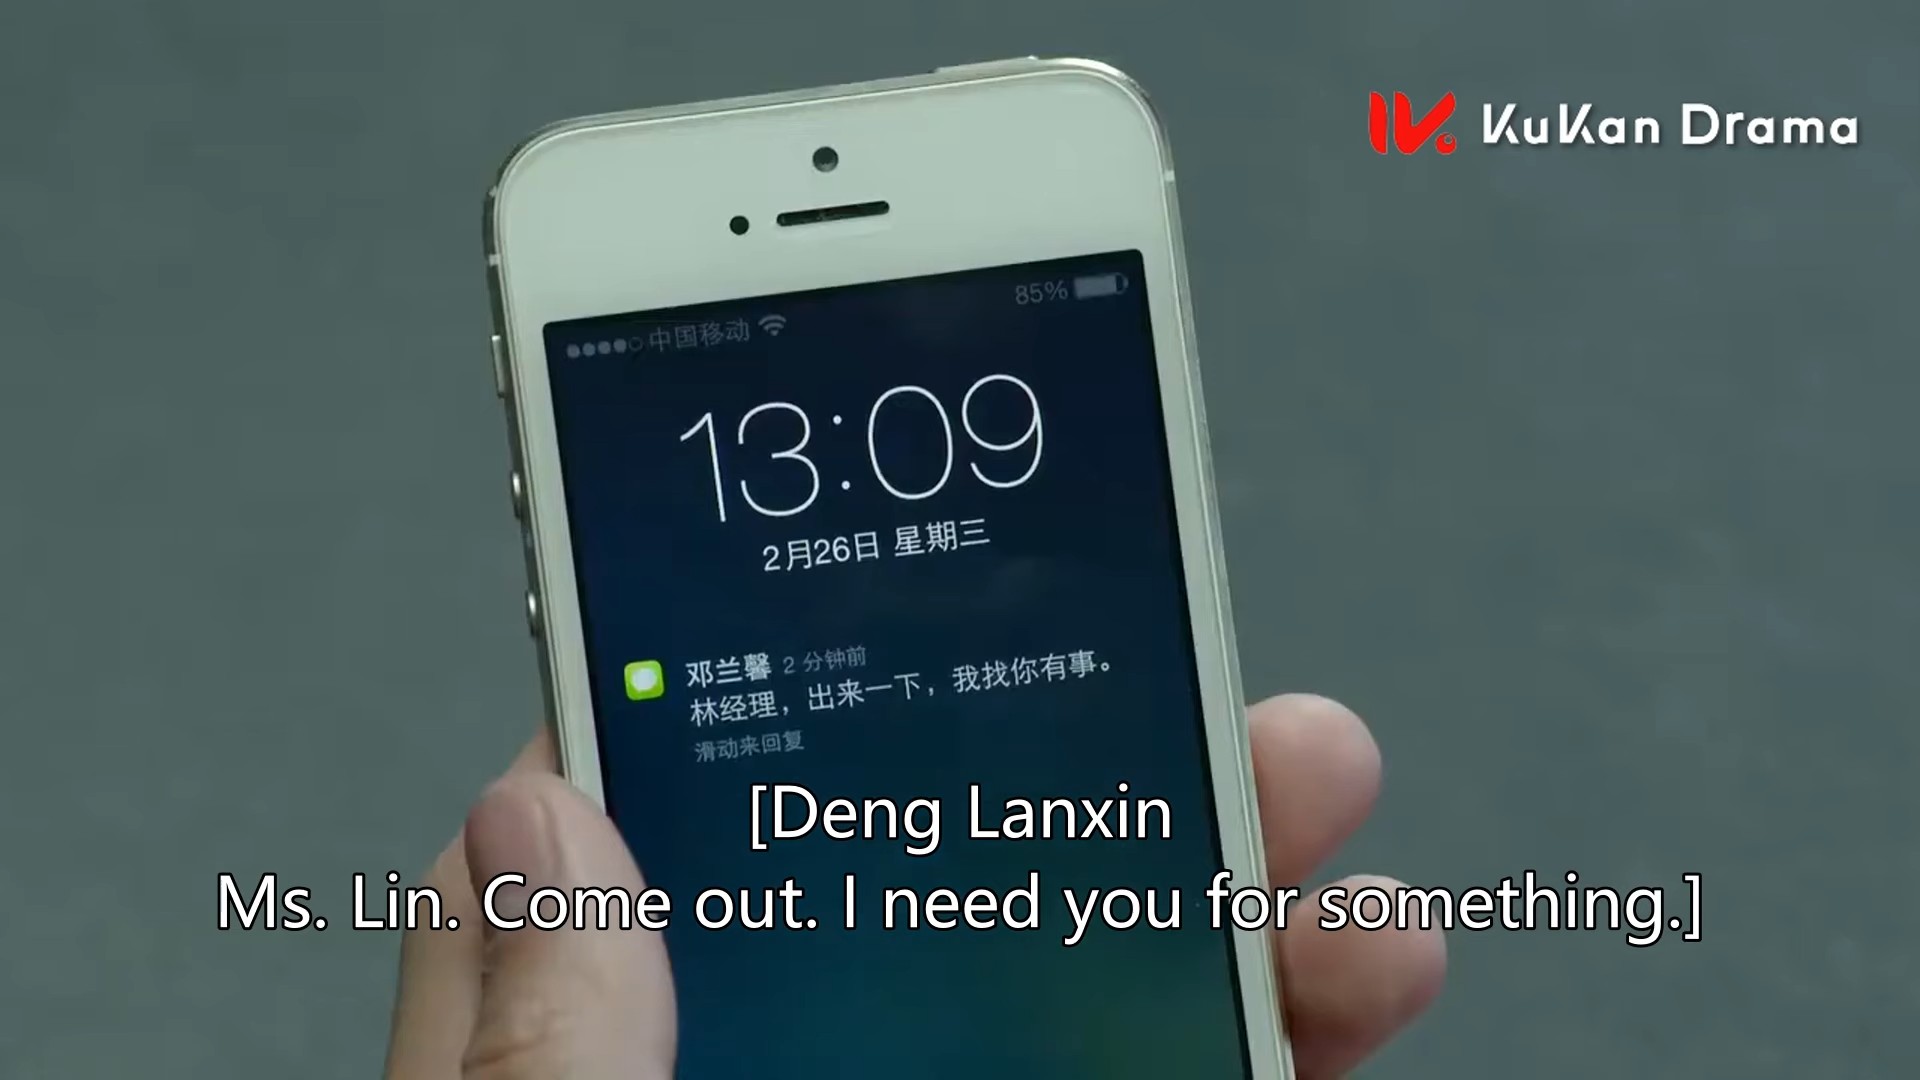 KuKan Drama
85%
中国移动
13:09
2月26日 星期三
邓兰馨 2 分钟前
林经理，出来一下，我找你有事。
滑动来回复
[Deng Lanxin
Ms. Lin. Come out. I need you for something.]